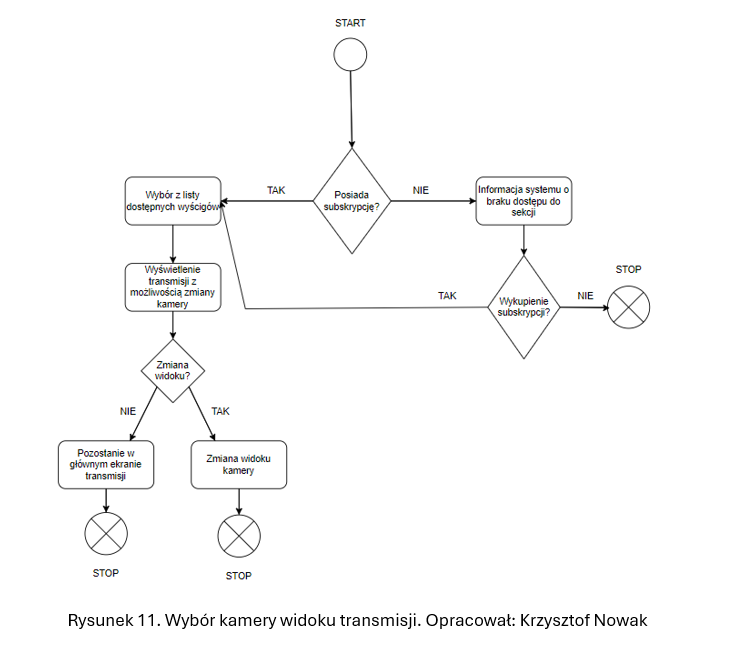 START
Posiada
subskrypcję?
TAK
NIE
Wybór z listy
dostępnych wyścigów
Informacja systemu o
braku dostępu do
sekcji
Wyświetlenie
transmisji z
możliwością zmiany
kamery
Wykupienie
subskrypcji?
TAK
NIE
STOP
Zmiana
widoku?
NIE
TAK
Pozostanie w
głównym ekranie
transmisji
Zmiana widoku
kamery
STOP
STOP
Rysunek 11. Wybór kamery widoku transmisji. Opracował: Krzysztof Nowak